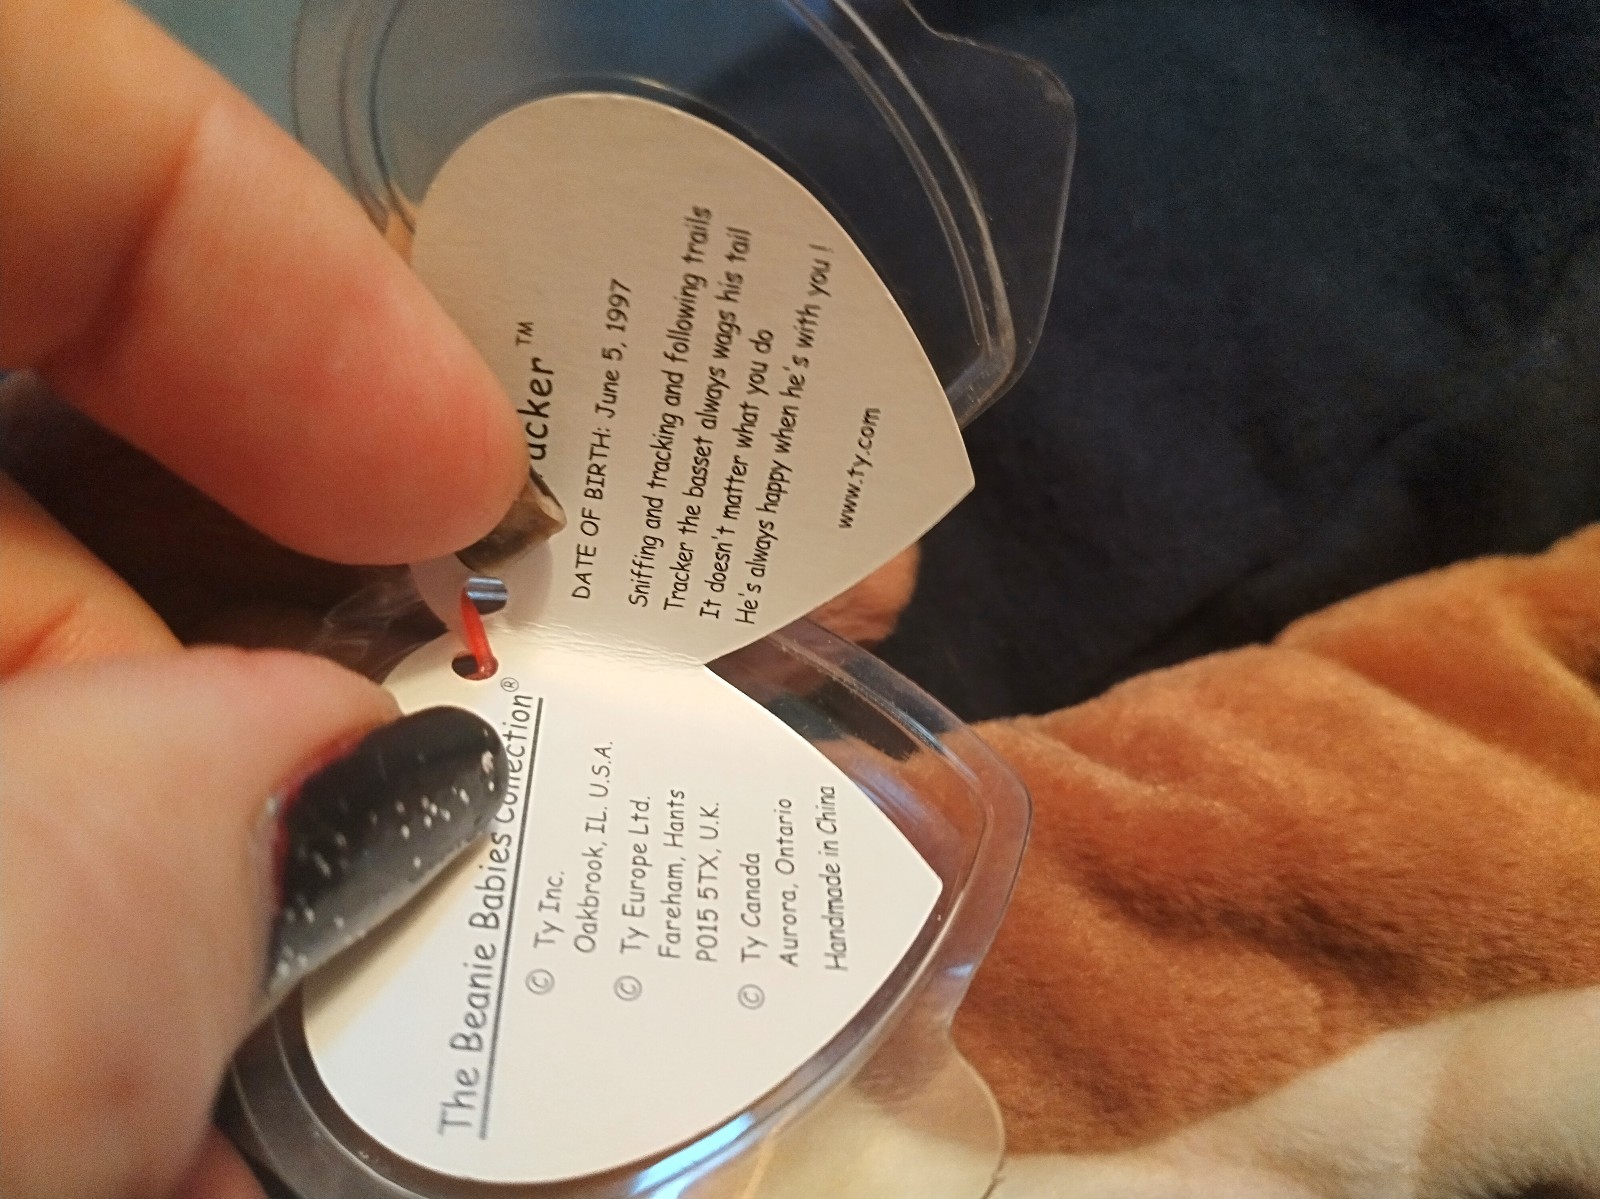 The Beanie Babies Collection®
© Ty Inc.
Oakbrook, IL. U.S.A.
© Ty Europe Ltd.
Fareham, Hants
PO15 5TX, U.K.
© Ty Canada
Aurora, Ontario
Handmade in China
acker™
DATE OF BIRTH: June 5, 1997
Sniffing and tracking and following trails
Tracker the basset always wags his tail
It doesn't matter what you do
He's always happy when he's with you !
www.ty.com